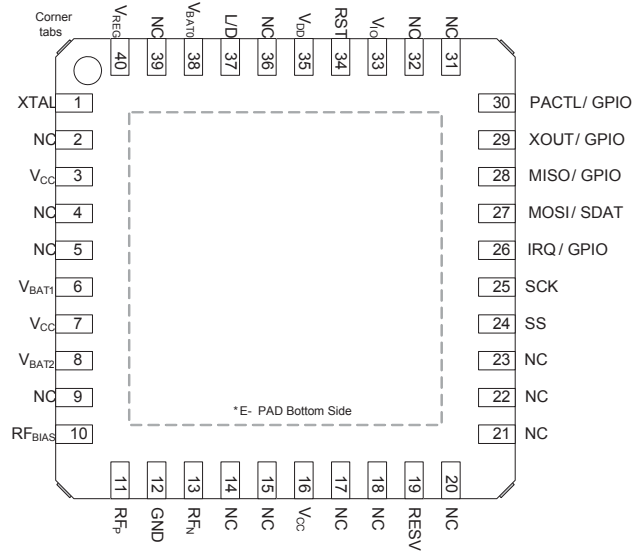 Corner
tabs
VREG
NC
VBAT0
L/D
NC
VDD
RST
VIO
NC
NC
40
39
38
37
36
35
34
33
32
31
XTAL 1
NC 2
VCC 3
NC 4
NC 5
VBAT1 6
VCC 7
VBAT2 8
NC 9
RFBIAS 10
30 PACTL/ GPIO
29 XOUT/ GPIO
28 MISO/ GPIO
27 MOSI/ SDAT
26 IRQ/ GPIO
25 SCK
24 SS
23 NC
22 NC
21 NC
*E- PAD Bottom Side
11
12
13
14
15
16
17
18
19
20
RFP
GND
RFN
NC
NC
VCC
NC
NC
RESV
NC